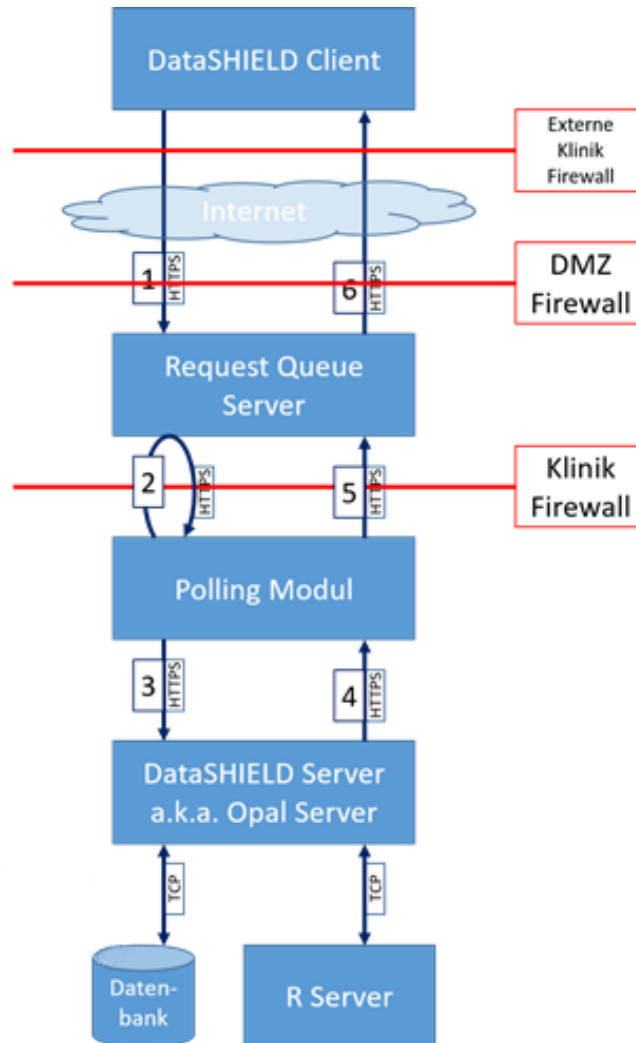 DataSHIELD Client
Externe
Klinik
Firewall
Internet
1
HTTPS
6
HTTPS
DMZ
Firewall
Request Queue
Server
2
HTTPS
5
HTTPS
Klinik
Firewall
Polling Modul
3
HTTPS
4
HTTPS
DataSHIELD Server
a.k.a. Opal Server
TCP
TCP
Daten-
bank
R Server